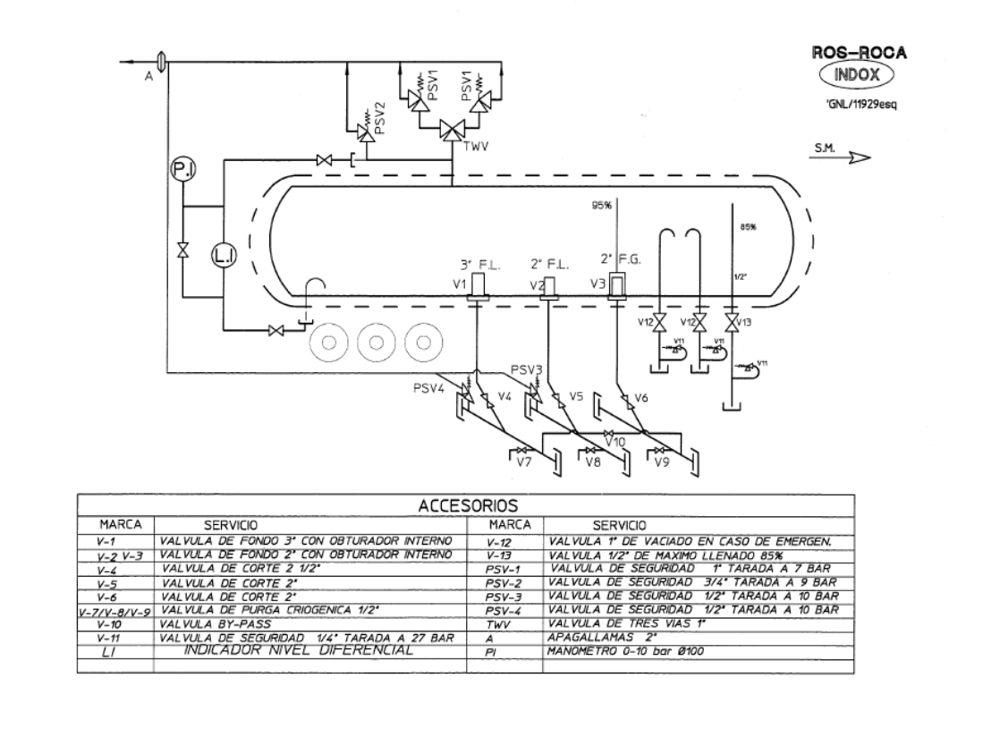 ROS-ROCA
INDOX
'GNL/11929esq
S.M.
A
PSV1
PSV1
PSV2
TWV
P.I
L.I
95%
85%
1/2"
3" F.L.
2" F.L.
2" F.G.
V1
V2
V3
V12
V12
V13
V11
V11
V11
PSV4
PSV3
V4
V5
V6
V10
V7
V8
V9
ACCESORIOS
MARCA SERVICIO MARCA SERVICIO
V-1 VALVULA DE FONDO 3" CON OBTURADOR INTERNO V-12 VALVULA 1" DE VACIADO EN CASO DE EMERGEN.
V-2 V-3 VALVULA DE FONDO 2" CON OBTURADOR INTERNO V-13 VALVULA 1/2" DE MAXIMO LLENADO 85%
V-4 VALVULA DE CORTE 2 1/2" PSV-1 VALVULA DE SEGURIDAD 1" TARADA A 7 BAR
V-5 VALVULA DE CORTE 2" PSV-2 VALVULA DE SEGURIDAD 3/4" TARADA A 9 BAR
V-6 VALVULA DE CORTE 2" PSV-3 VALVULA DE SEGURIDAD 1/2" TARADA A 10 BAR
V-7/V-8/V-9 VALVULA DE PURGA CRIOGENICA 1/2" PSV-4 VALVULA DE SEGURIDAD 1/2" TARADA A 10 BAR
V-10 VALVULA BY-PASS TWV VALVULA DE TRES VIAS 1"
V-11 VALVULA DE SEGURIDAD 1/4" TARADA A 27 BAR A APAGALLAMAS 2"
LI INDICADOR NIVEL DIFERENCIAL PI MANOMETRO 0-10 bar Ø100